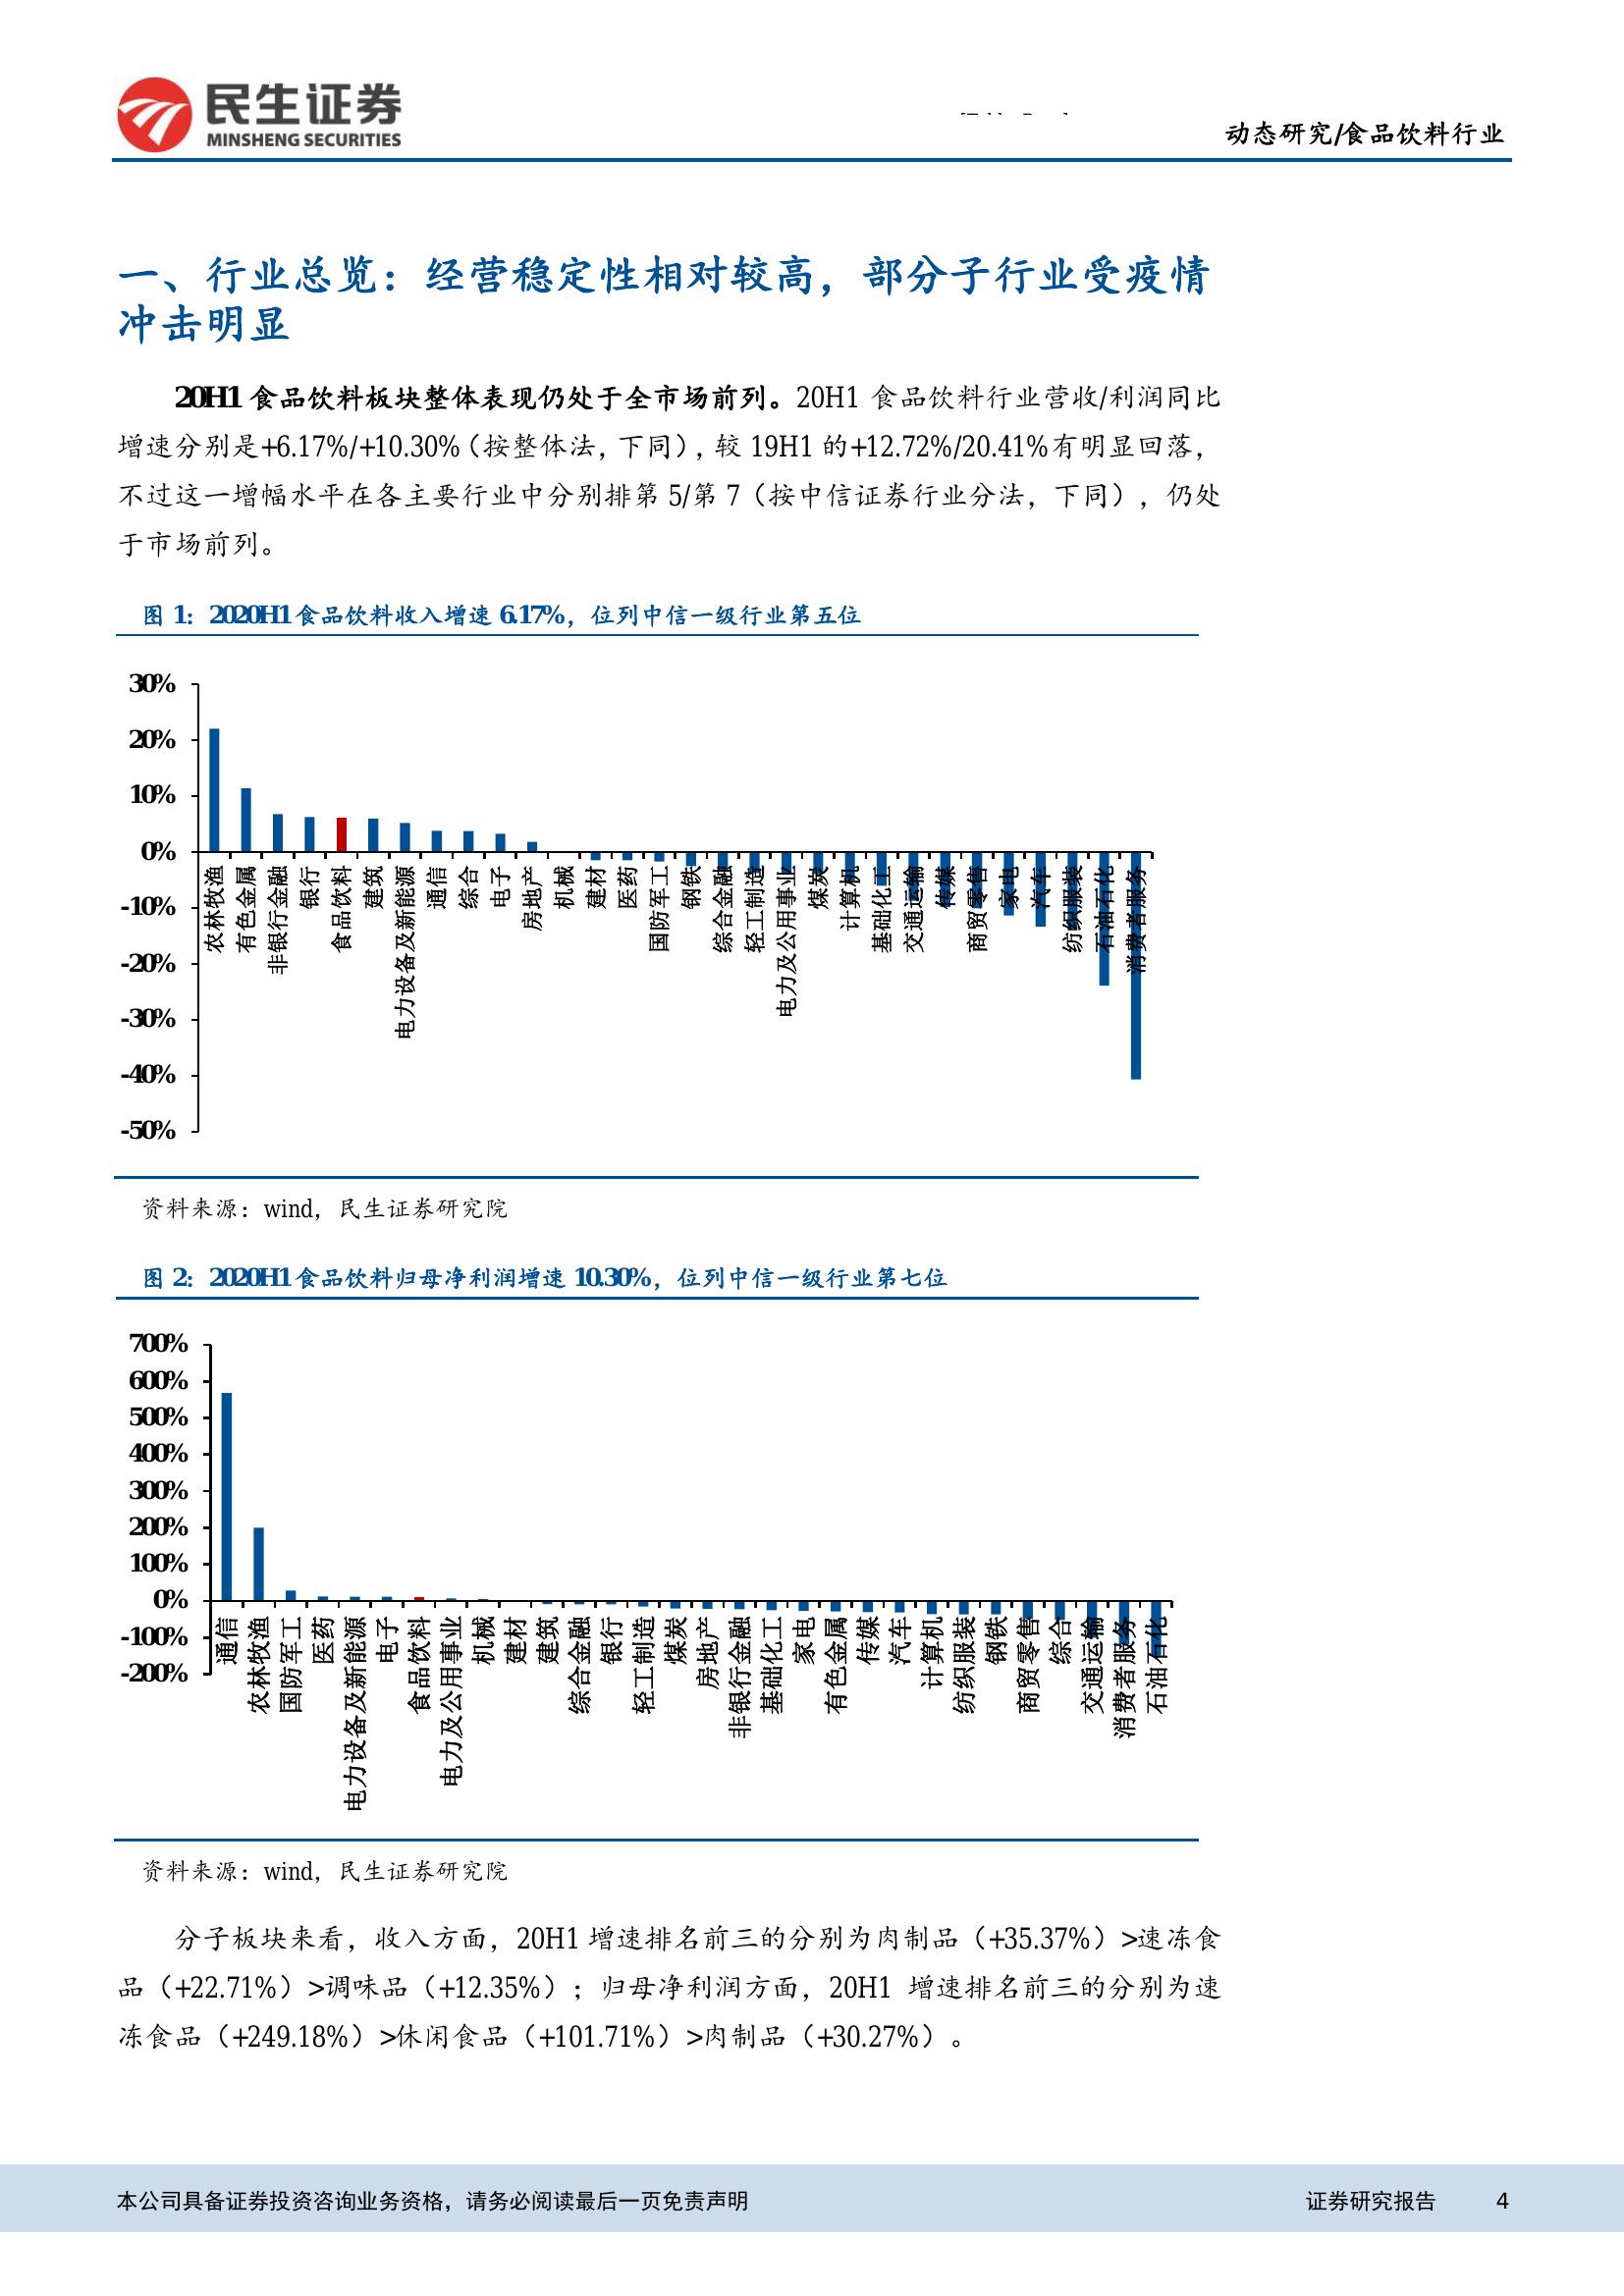 民生证券
MINSHENG SECURITIES
动态研究/食品饮料行业
一、行业总览：经营稳定性相对较高，部分子行业受疫情
冲击明显
20H1 食品饮料板块整体表现仍处于全市场前列。20H1 食品饮料行业营收/利润同比
增速分别是+6.17%/+10.30%（按整体法，下同），较 19H1 的+12.72%/20.41%有明显回落，
不过这一增幅水平在各主要行业中分别排第 5/第 7（按中信证券行业分法，下同），仍处
于市场前列。
图 1：2020H1 食品饮料收入增速 6.17%，位列中信一级行业第五位
30%
20%
10%
0%
-10%
-20%
-30%
-40%
-50%
农林牧渔
有色金属
非银行金融
银行
食品饮料
建筑
电力设备及新能源
通信
综合
电子
房地产
机械
建材
医药
国防军工
钢铁
综合金融
轻工制造
电力及公用事业
煤炭
计算机
基础化工
交通运输
传媒
商贸零售
家电
汽车
纺织服装
石油石化
消费者服务
资料来源：wind，民生证券研究院
图 2：2020H1 食品饮料归母净利润增速 10.30%，位列中信一级行业第七位
700%
600%
500%
400%
300%
200%
100%
0%
-100%
-200%
通信
农林牧渔
国防军工
医药
电力设备及新能源
电子
食品饮料
电力及公用事业
机械
建材
建筑
综合金融
银行
轻工制造
煤炭
房地产
非银行金融
基础化工
家电
有色金属
传媒
汽车
计算机
纺织服装
钢铁
商贸零售
综合
交通运输
消费者服务
石油石化
资料来源：wind，民生证券研究院
分子板块来看，收入方面，20H1 增速排名前三的分别为肉制品（+35.37%）>速冻食
品（+22.71%）>调味品（+12.35%）；归母净利润方面，20H1 增速排名前三的分别为速
冻食品（+249.18%）>休闲食品（+101.71%）>肉制品（+30.27%）。
本公司具备证券投资咨询业务资格，请务必阅读最后一页免责声明
证券研究报告 4